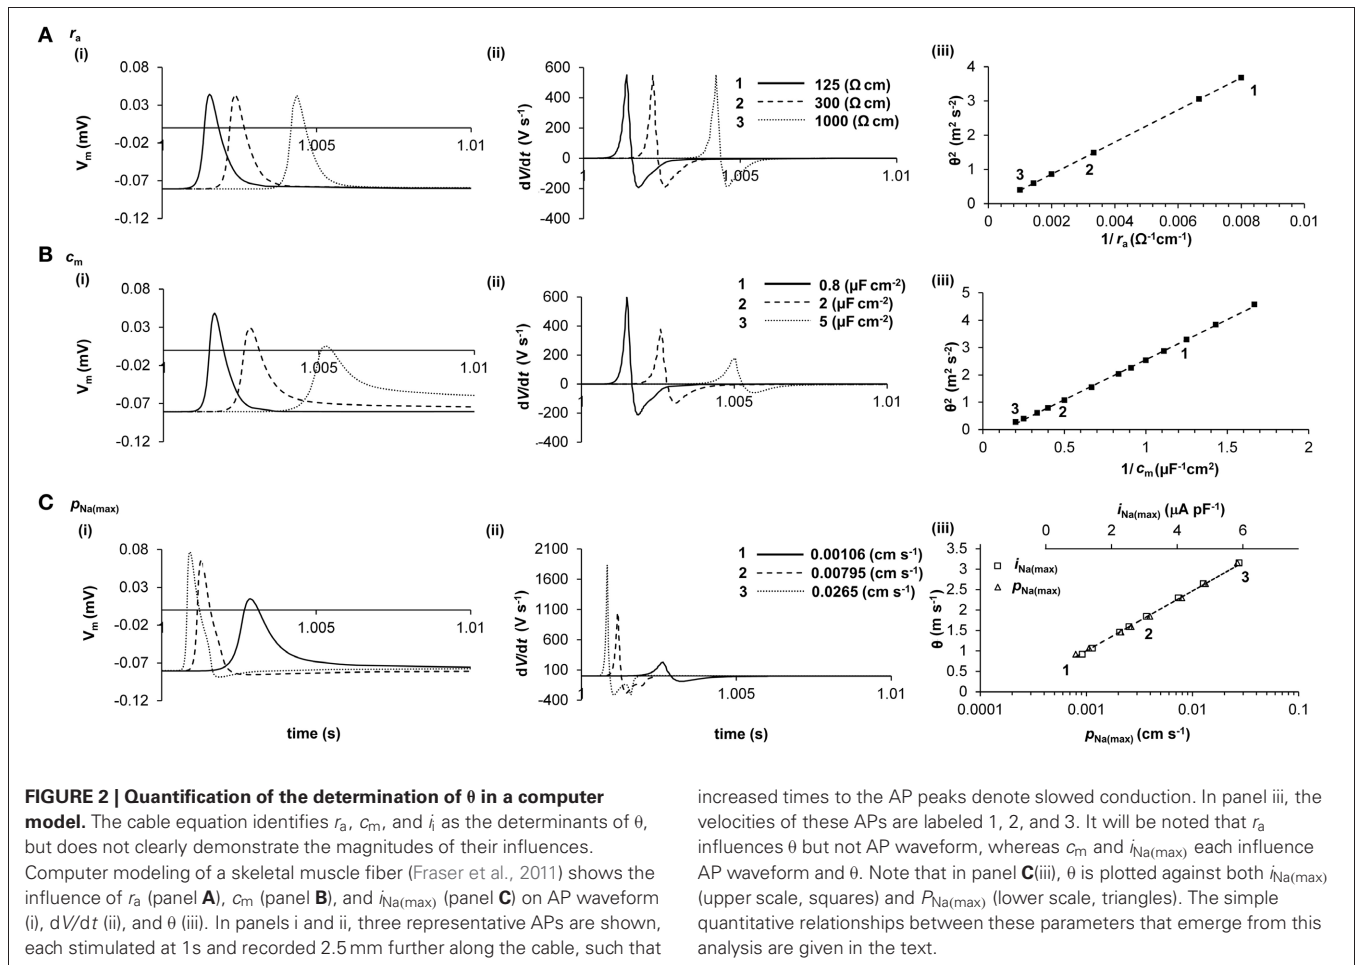 A r_a
(i)
0.08
0.03
-0.02
-0.07
-0.12
V_m (mV)
1
1.005
1.01
(ii)
600
400
200
0
-200
-400
dV/dt (V s⁻¹)
1
1.005
1.01
1 125 (Ω cm)
2 300 (Ω cm)
3 1000 (Ω cm)
(iii)
4
3
2
1
0
θ² (m² s⁻²)
3
2
1
0 0.002 0.004 0.006 0.008 0.01
1/ r_a (Ω⁻¹cm⁻¹)
B c_m
(i)
0.08
0.03
-0.02
-0.07
-0.12
V_m (mV)
1
1.005
1.01
(ii)
600
400
200
0
-200
-400
dV/dt (V s⁻¹)
1
1.005
1.01
1 0.8 (µF cm⁻²)
2 2 (µF cm⁻²)
3 5 (µF cm⁻²)
(iii)
5
4
3
2
1
0
θ² (m² s⁻²)
3
2
1
0 0.5 1 1.5 2
1/ c_m (µF⁻¹cm²)
C p_Na(max)
(i)
0.08
0.03
-0.02
-0.07
-0.12
V_m (mV)
1
1.005
1.01
time (s)
(ii)
2100
1600
1100
600
100
-400
dV/dt (V s⁻¹)
1
1.005
1.01
time (s)
1 0.00106 (cm s⁻¹)
2 0.00795 (cm s⁻¹)
3 0.0265 (cm s⁻¹)
(iii)
i_Na(max) (µA pF⁻¹)
0 2 4 6
3.5
3
2.5
2
1.5
1
0.5
0
θ (m s⁻¹)
i_Na(max)
p_Na(max)
1
2
3
0.0001 0.001 0.01 0.1
p_Na(max) (cm s⁻¹)
FIGURE 2 | Quantification of the determination of θ in a computer
model. The cable equation identifies r_a, c_m, and i_i as the determinants of θ,
but does not clearly demonstrate the magnitudes of their influences.
Computer modeling of a skeletal muscle fiber (Fraser et al., 2011) shows the
influence of r_a (panel A), c_m (panel B), and i_Na(max) (panel C) on AP waveform
(i), dV/dt (ii), and θ (iii). In panels i and ii, three representative APs are shown,
each stimulated at 1s and recorded 2.5 mm further along the cable, such that
increased times to the AP peaks denote slowed conduction. In panel iii, the
velocities of these APs are labeled 1, 2, and 3. It will be noted that r_a
influences θ but not AP waveform, whereas c_m and i_Na(max) each influence
AP waveform and θ. Note that in panel C(iii), θ is plotted against both i_Na(max)
(upper scale, squares) and P_Na(max) (lower scale, triangles). The simple
quantitative relationships between these parameters that emerge from this
analysis are given in the text.